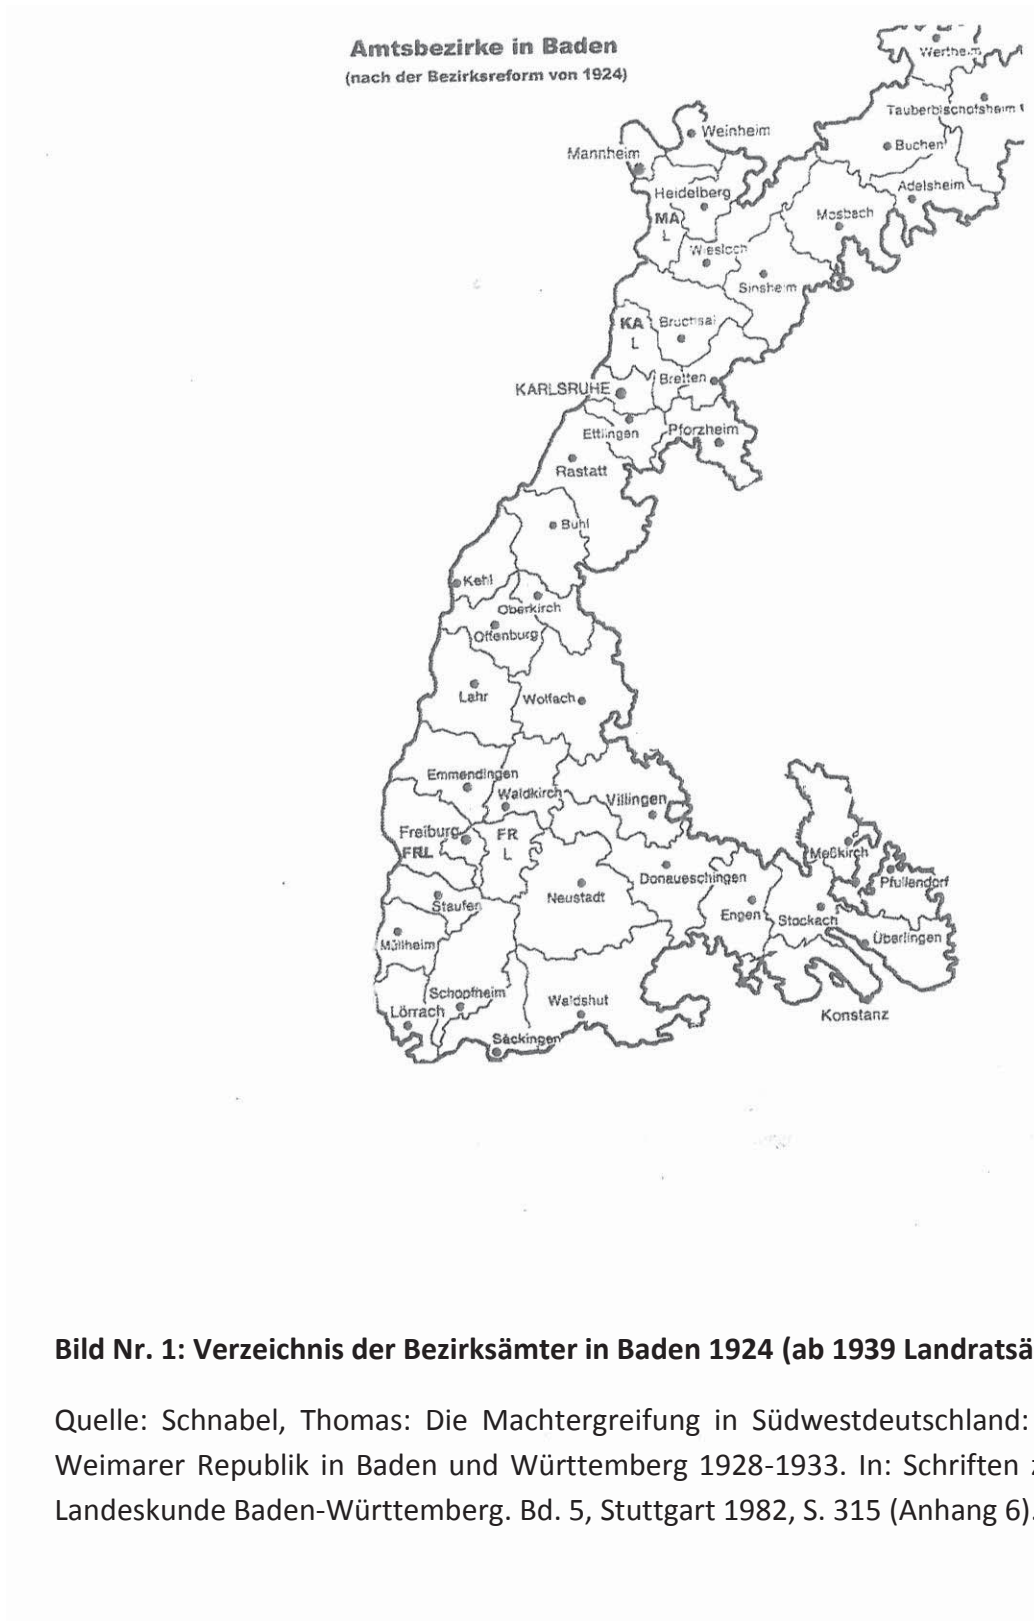 Amtsbezirke in Baden
(nach der Bezirksreform von 1924)
Wertheim
Tauberbischofsheim
Weinheim
Buchen
Mannheim
Adelsheim
Heidelberg
Mosbach
MA
L
Wiesloch
Sinsheim
KA
L
Bruchsal
Bretten
KARLSRUHE
Ettlingen
Pforzheim
Rastatt
Buhl
Kehl
Oberkirch
Offenburg
Lahr
Wolfach
Emmendingen
Waldkirch
Villingen
Freiburg
FRL
FR
L
Meßkirch
Donaueschingen
Pfullendorf
Neustadt
Staufen
Engen
Stockach
Überlingen
Müllheim
Schopfheim
Waldshut
Lörrach
Konstanz
Säckingen
Bild Nr. 1: Verzeichnis der Bezirksämter in Baden 1924 (ab 1939 Landratsä
Quelle: Schnabel, Thomas: Die Machtergreifung in Südwestdeutschland:
Weimarer Republik in Baden und Württemberg 1928-1933. In: Schriften
Landeskunde Baden-Württemberg. Bd. 5, Stuttgart 1982, S. 315 (Anhang 6).